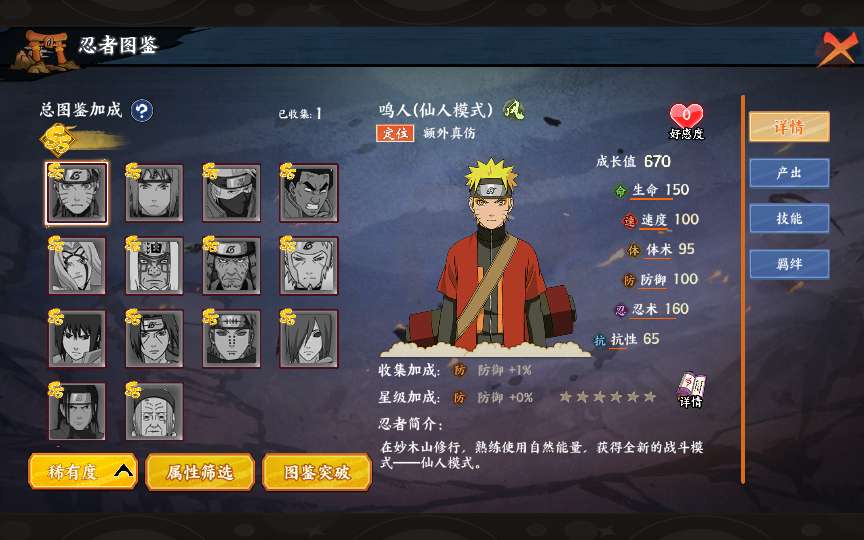 忍者图鉴
总图鉴加成 ?
已收集: 1
鸣人(仙人模式) 风
定位 额外真伤
0
好感度
成长值 670
命 生命 150
速 速度 100
体 体术 95
防 防御 100
忍 忍术 160
抗 抗性 65
收集加成: 防 防御 +1%
星级加成: 防 防御 +0%
详情
忍者简介:
在妙木山修行，熟练使用自然能量，获得全新的战斗模
式——仙人模式。
稀有度
属性筛选
图鉴突破
详情
产出
技能
羁绊